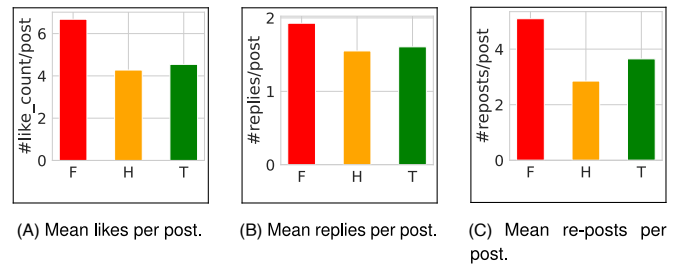 #like_count/post
6
4
2
0
F H T
(A) Mean likes per post.
#replies/post
2
1
0
F H T
(B) Mean replies per post.
#reposts/post
4
2
0
F H T
(C) Mean re-posts per
post.